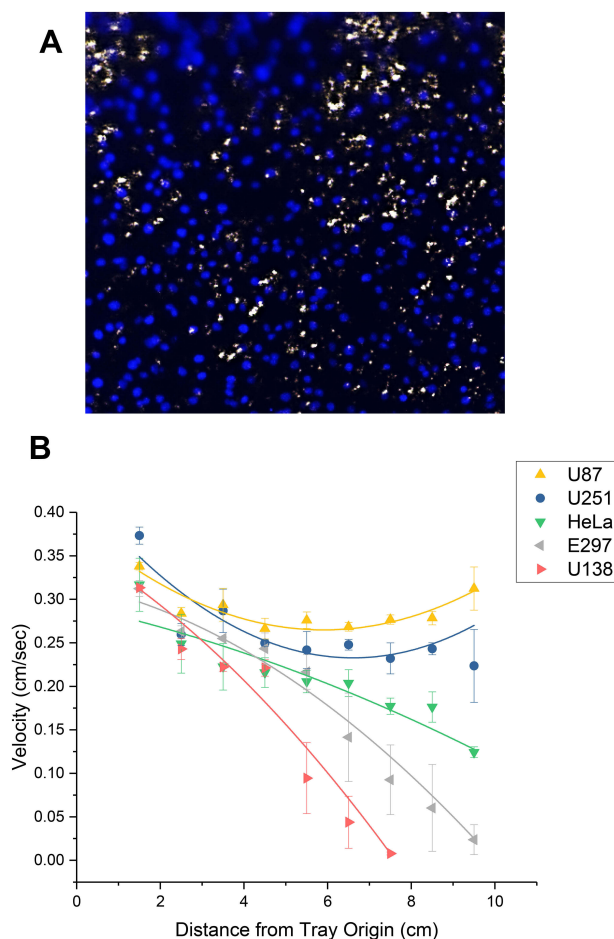 A
B
U87
U251
HeLa
E297
U138
0.40
0.35
0.30
0.25
0.20
0.15
0.10
0.05
0.00
Velocity (cm/sec)
0 2 4 6 8 10
Distance from Tray Origin (cm)